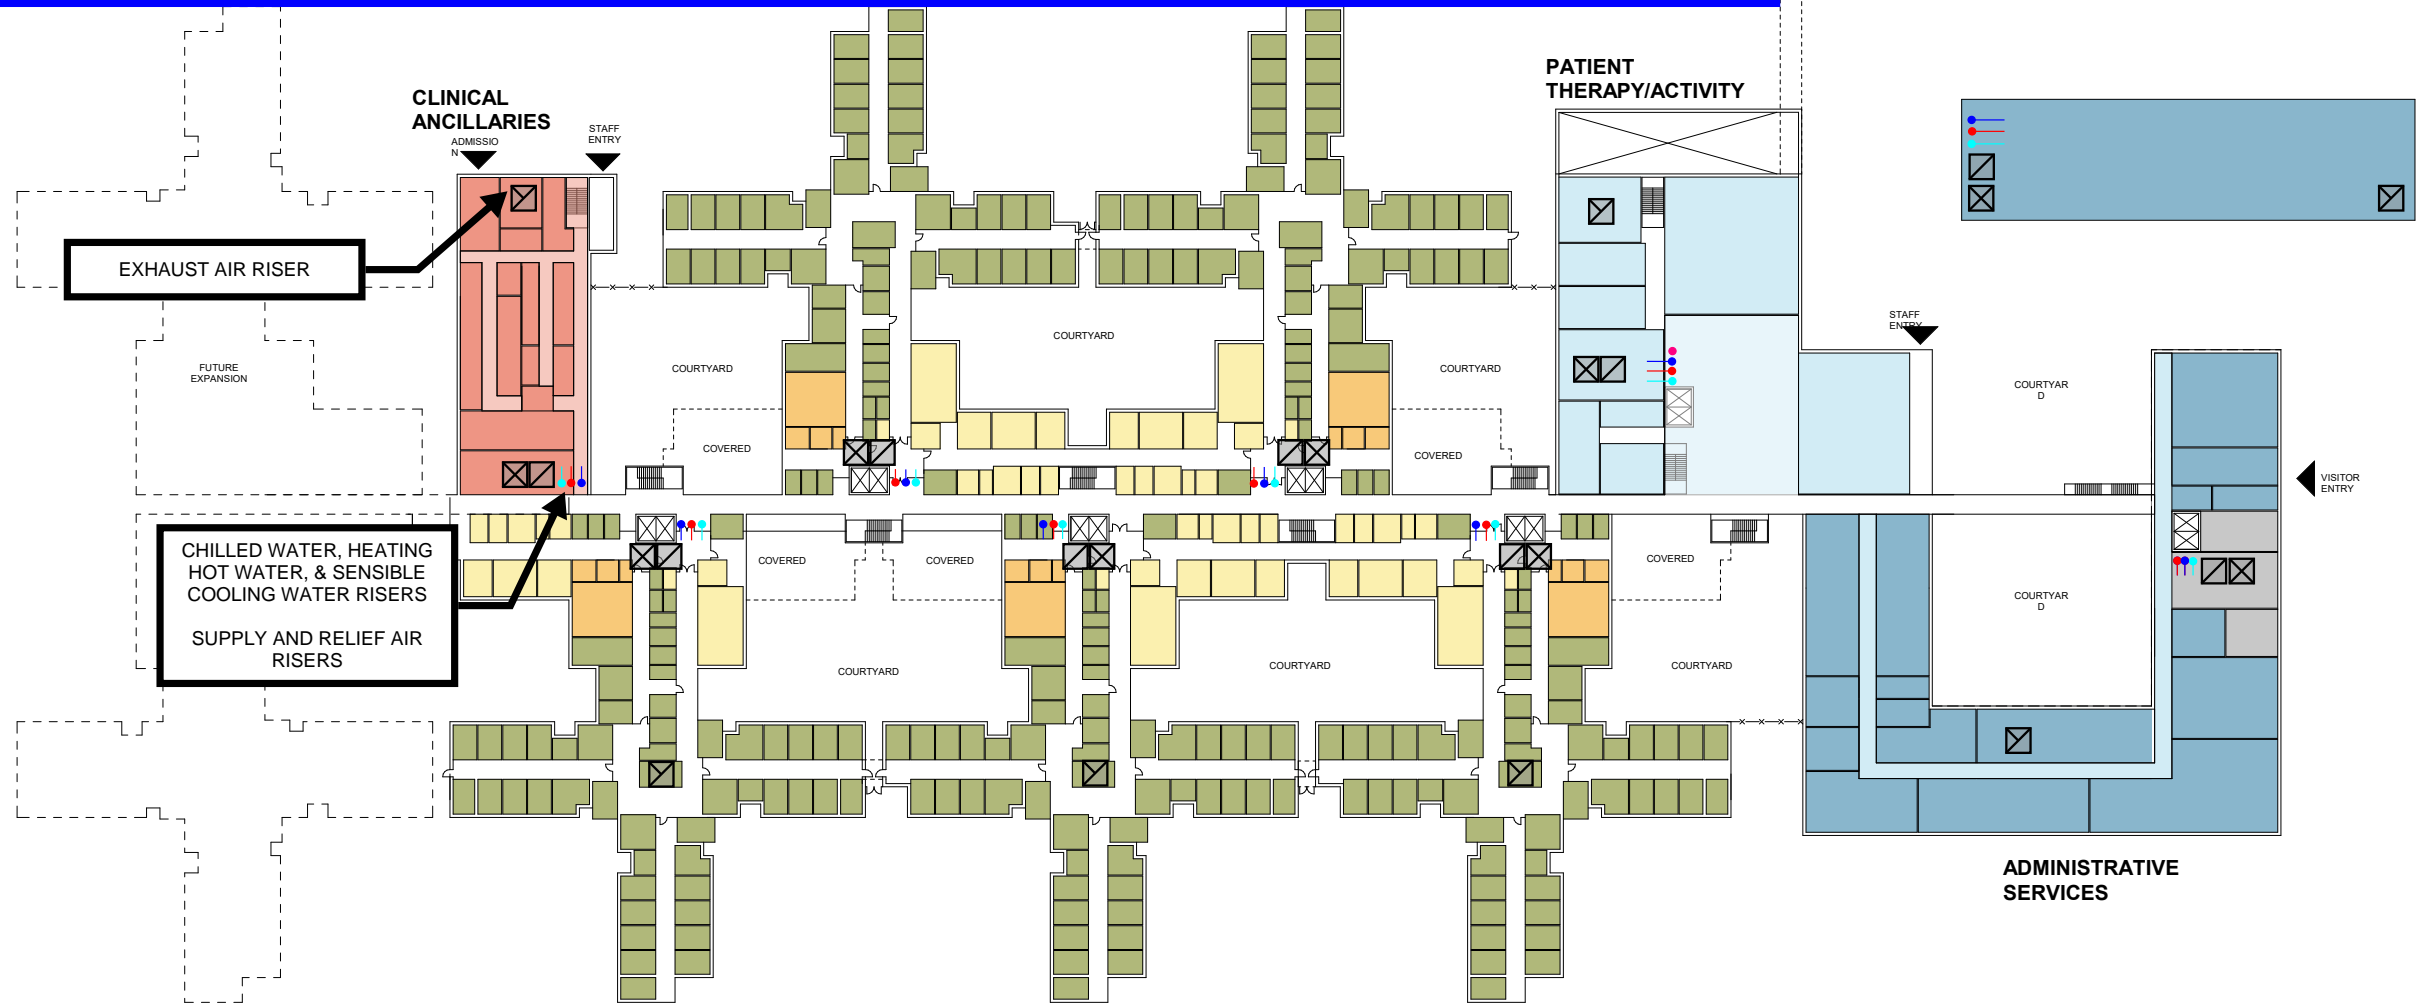 PATIENT
THERAPY/ACTIVITY
CLINICAL
ANCILLARIES
ADMISSIO
N
STAFF
ENTRY
EXHAUST AIR RISER
FUTURE
EXPANSION
COURTYARD
COURTYARD
COURTYARD
STAFF
ENTRY
COURTYAR
D
COVERED
COVERED
VISITOR
ENTRY
CHILLED WATER, HEATING
HOT WATER, & SENSIBLE
COOLING WATER RISERS
SUPPLY AND RELIEF AIR
RISERS
COVERED
COVERED
COVERED
COURTYAR
D
COURTYARD
COURTYARD
COURTYARD
ADMINISTRATIVE
SERVICES